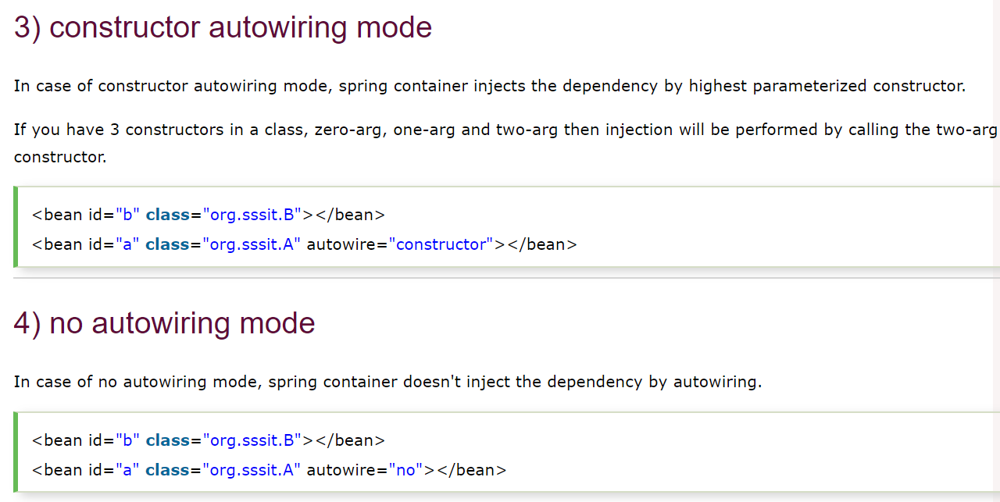 3) constructor autowiring mode
In case of constructor autowiring mode, spring container injects the dependency by highest parameterized constructor.
If you have 3 constructors in a class, zero-arg, one-arg and two-arg then injection will be performed by calling the two-arg
constructor.
<bean id="b" class="org.sssit.B"></bean>
<bean id="a" class="org.sssit.A" autowire="constructor"></bean>
4) no autowiring mode
In case of no autowiring mode, spring container doesn't inject the dependency by autowiring.
<bean id="b" class="org.sssit.B"></bean>
<bean id="a" class="org.sssit.A" autowire="no"></bean>